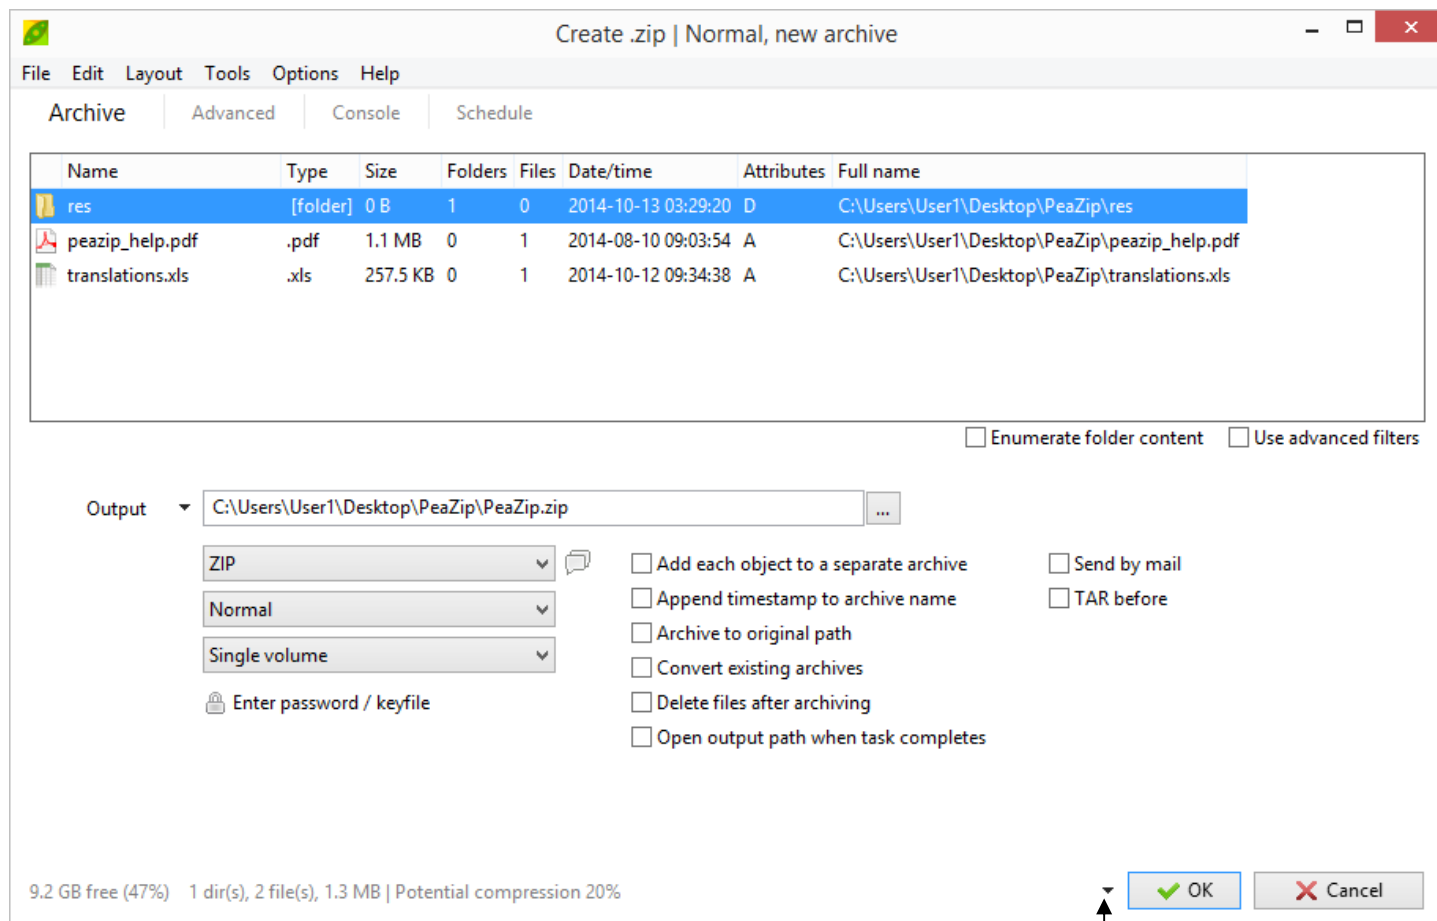 Create .zip | Normal, new archive
File Edit Layout Tools Options Help
Archive Advanced Console Schedule
Name Type Size Folders Files Date/time Attributes Full name
res [folder] 0 B 1 0 2014-10-13 03:29:20 D C:\Users\User1\Desktop\PeaZip\res
peazip_help.pdf .pdf 1.1 MB 0 1 2014-08-10 09:03:54 A C:\Users\User1\Desktop\PeaZip\peazip_help.pdf
translations.xls .xls 257.5 KB 0 1 2014-10-12 09:34:38 A C:\Users\User1\Desktop\PeaZip\translations.xls
Enumerate folder content Use advanced filters
Output C:\Users\User1\Desktop\PeaZip\PeaZip.zip ...
ZIP Add each object to a separate archive Send by mail
Normal Append timestamp to archive name TAR before
Archive to original path
Single volume Convert existing archives
Enter password / keyfile Delete files after archiving
Open output path when task completes
9.2 GB free (47%) 1 dir(s), 2 file(s), 1.3 MB | Potential compression 20% OK Cancel